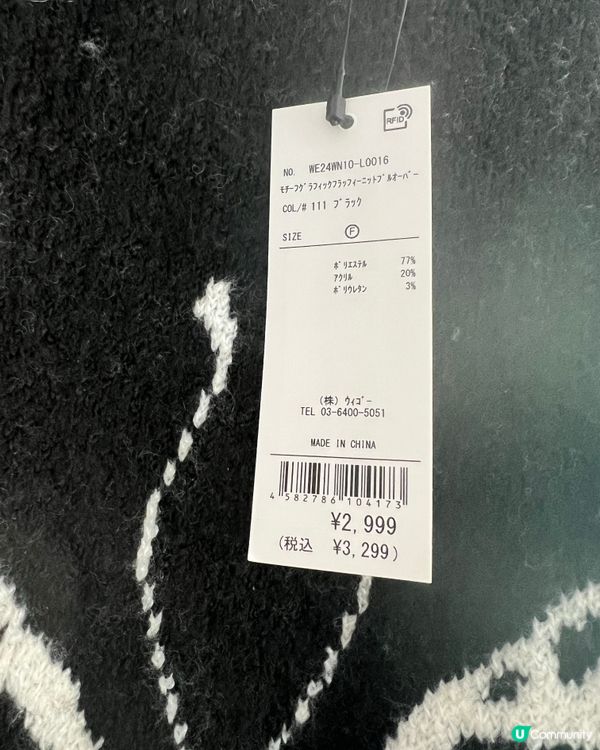 RFID
NO. WE24WN10-L0016
ﾓﾁｰﾌｸﾞﾗﾌｨｯｸﾌﾗｯﾌｨｰﾆｯﾄﾌﾟﾙｵｰﾊﾞｰ
COL/# 111 ﾌﾞﾗｯｸ
SIZE Ⓕ
ﾎﾟﾘｴｽﾃﾙ 77%
ｱｸﾘﾙ 20%
ﾎﾟﾘｳﾚﾀﾝ 3%
(株) ｳｨｺﾞｰ
TEL 03-6400-5051
MADE IN CHINA
4 582786 104173
¥2,999
(税込 ¥3,299)
U Community